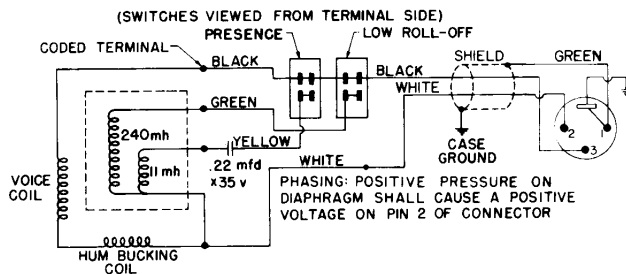 (SWITCHES VIEWED FROM TERMINAL SIDE)
PRESENCE
LOW ROLL-OFF
CODED TERMINAL
BLACK
BLACK
SHIELD
GREEN
WHITE
GREEN
240mh
11mh
YELLOW
.22 mfd
x35 v
WHITE
CASE
GROUND
2
1
3
VOICE
COIL
PHASING: POSITIVE PRESSURE ON
DIAPHRAGM SHALL CAUSE A POSITIVE
VOLTAGE ON PIN 2 OF CONNECTOR
HUM BUCKING
COIL